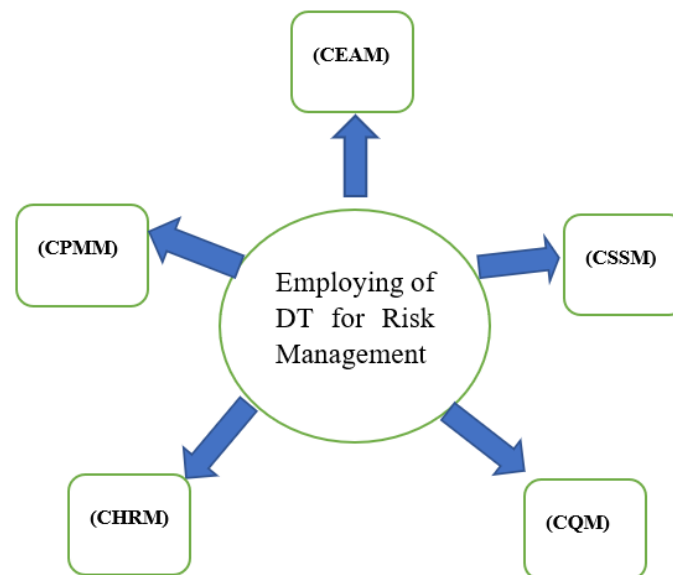 (CEAM)
(CPMM)
(CSSM)
Employing of
DT for Risk
Management
(CHRM)
(CQM)